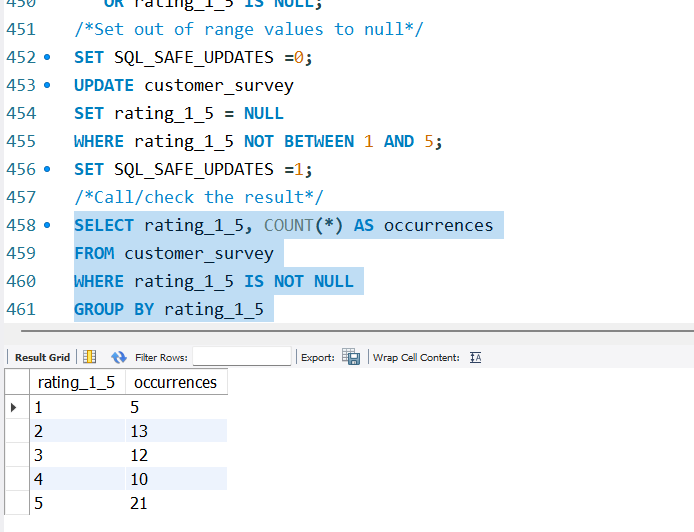 450 OR rating_1_5 IS NULL;
451 /*Set out of range values to null*/
452 SET SQL_SAFE_UPDATES =0;
453 UPDATE customer_survey
454 SET rating_1_5 = NULL
455 WHERE rating_1_5 NOT BETWEEN 1 AND 5;
456 SET SQL_SAFE_UPDATES =1;
457 /*Call/check the result*/
458 SELECT rating_1_5, COUNT(*) AS occurrences
459 FROM customer_survey
460 WHERE rating_1_5 IS NOT NULL
461 GROUP BY rating_1_5
Result Grid Filter Rows: Export: Wrap Cell Content:
rating_1_5 occurrences
1 5
2 13
3 12
4 10
5 21